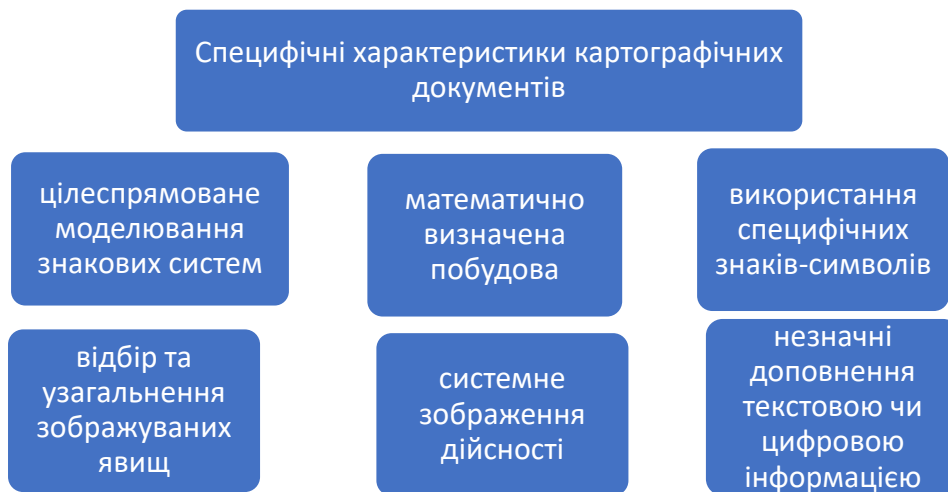 Специфічні характеристики картографічних
документів
цілеспрямоване
моделювання
знакових систем
математично
визначена
побудова
використання
специфічних
знаків-символів
відбір та
узагальнення
зображуваних
явищ
системне
зображення
дійсності
незначні
доповнення
текстовою чи
цифровою
інформацією